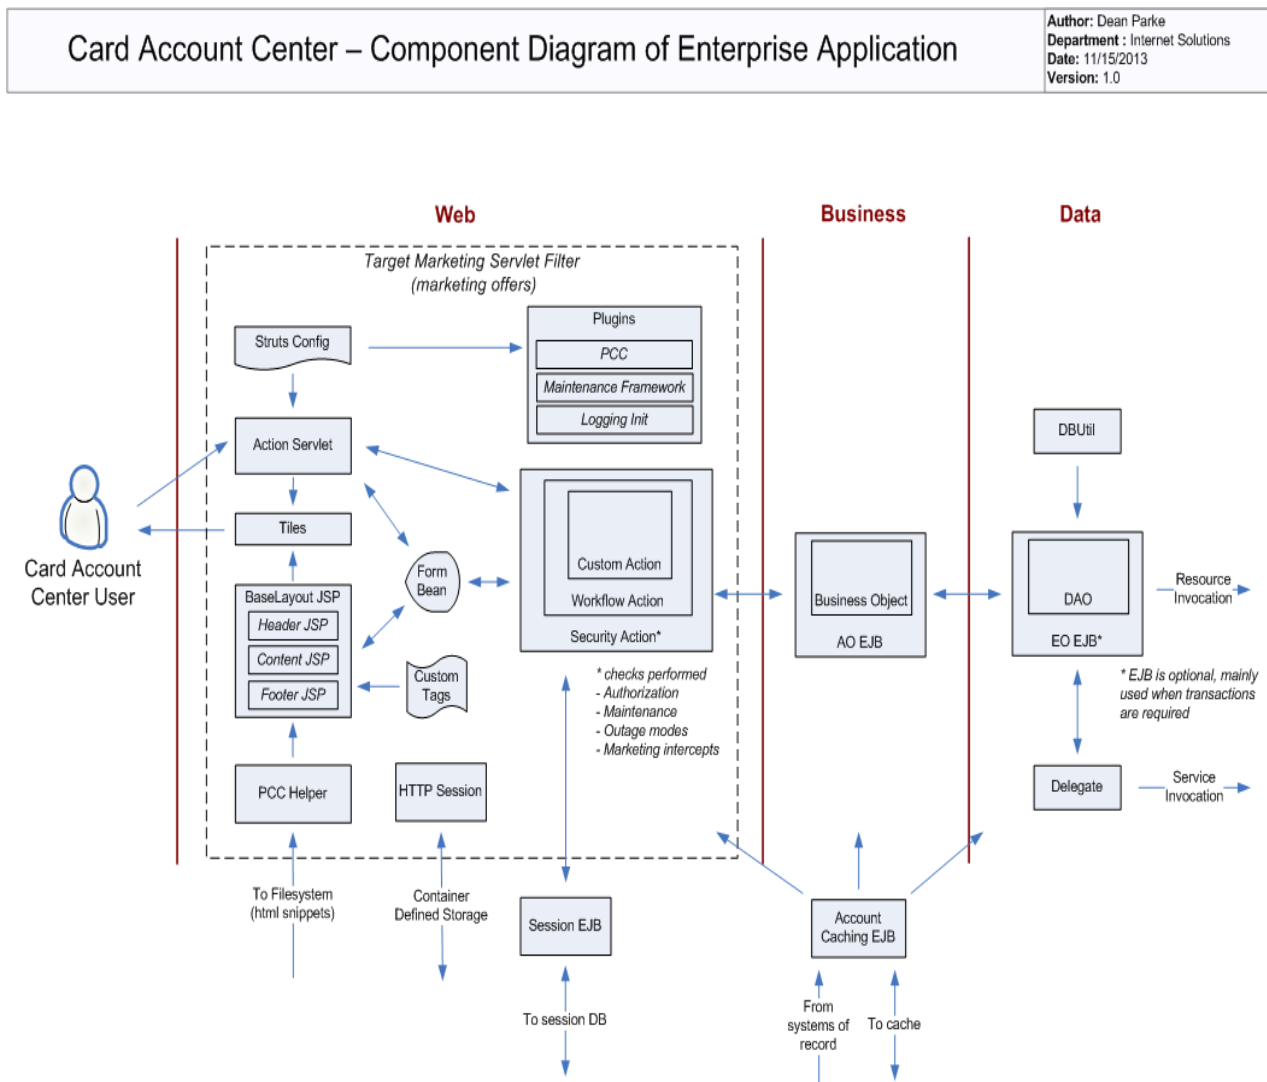 Card Account Center – Component Diagram of Enterprise Application
Author: Dean Parke
Department : Internet Solutions
Date: 11/15/2013
Version: 1.0
Web
Business
Data
Target Marketing Servlet Filter
(marketing offers)
Struts Config
Plugins
PCC
Maintenance Framework
Logging Init
Action Servlet
DBUtil
Tiles
Card Account
Center User
Form
Bean
Custom Action
Workflow Action
Security Action*
Business Object
AO EJB
DAO
EO EJB*
Resource
Invocation
BaseLayout JSP
Header JSP
Content JSP
Footer JSP
Custom
Tags
* checks performed
- Authorization
- Maintenance
- Outage modes
- Marketing intercepts
* EJB is optional, mainly
used when transactions
are required
PCC Helper
HTTP Session
Delegate
Service
Invocation
To Filesystem
(html snippets)
Container
Defined Storage
Session EJB
Account
Caching EJB
To session DB
From
systems of
record
To cache